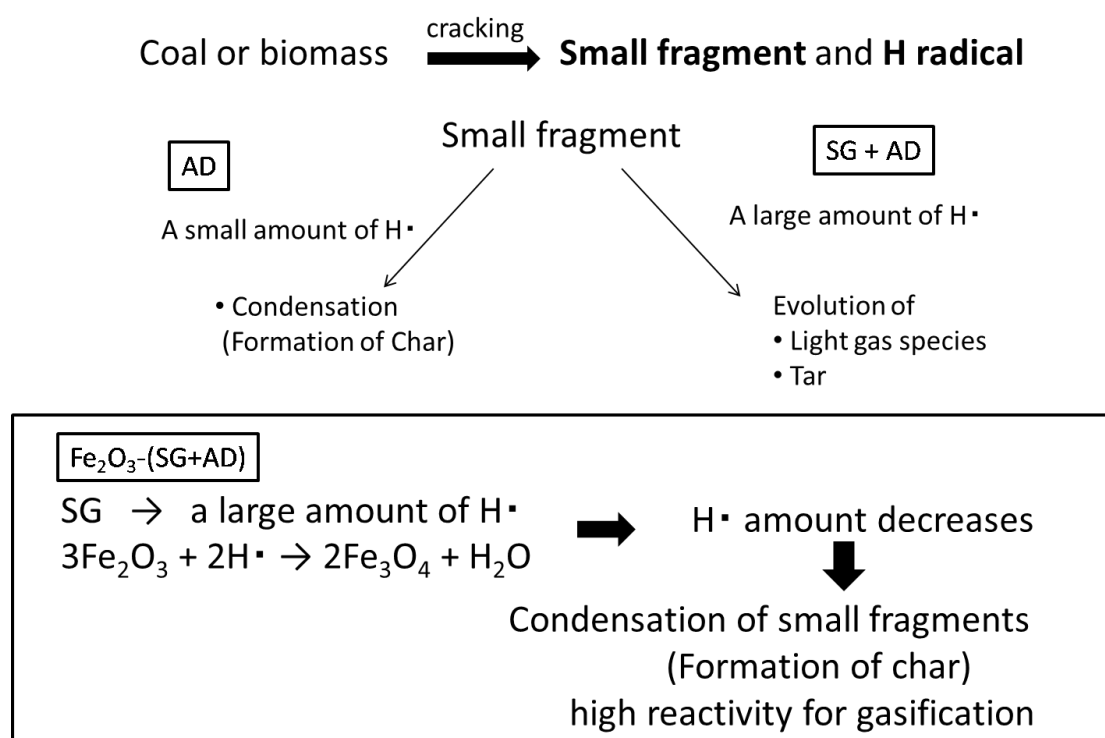 cracking
Coal or biomass Small fragment and H radical
Small fragment
AD
SG + AD
A small amount of H･
A large amount of H･
• Condensation
(Formation of Char)
Evolution of
• Light gas species
• Tar
Fe₂O₃-(SG+AD)
SG → a large amount of H･
3Fe₂O₃ + 2H･ → 2Fe₃O₄ + H₂O
H･ amount decreases
Condensation of small fragments
(Formation of char)
high reactivity for gasification